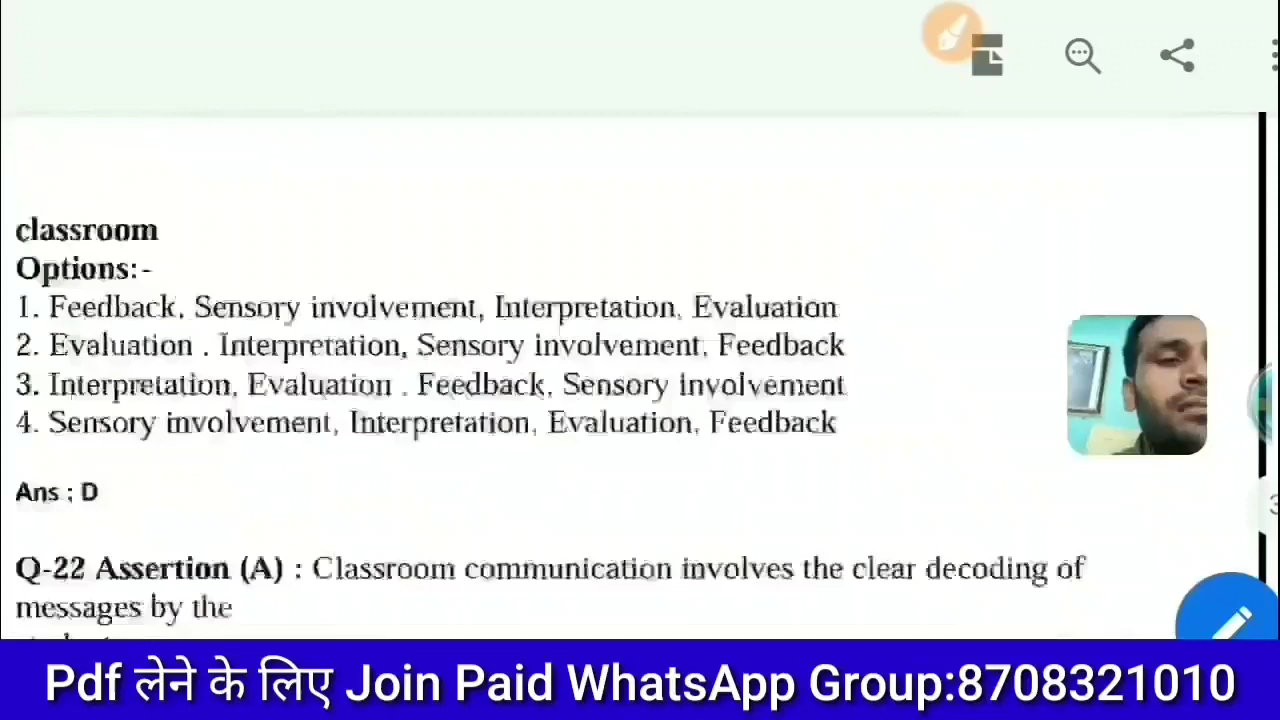 classroom
Options:-
1. Feedback, Sensory involvement, Interpretation, Evaluation
2. Evaluation . Interpretation, Sensory involvement, Feedback
3. Interpretation, Evaluation . Feedback, Sensory involvement
4. Sensory involvement, Interpretation, Evaluation, Feedback
Ans : D
Q-22 Assertion (A) : Classroom communication involves the clear decoding of
messages by the
Pdf लेने के लिए Join Paid WhatsApp Group:8708321010